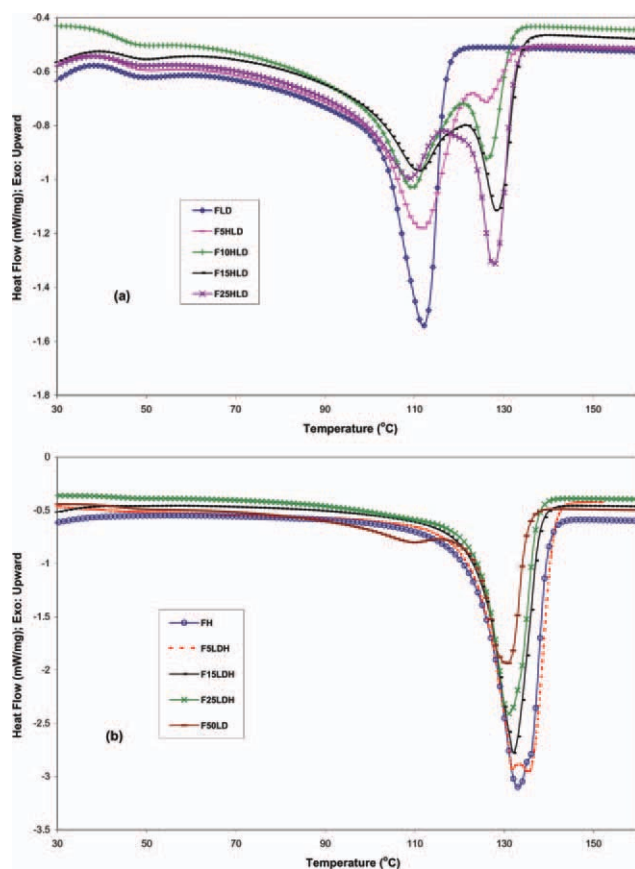 -0.4
-0.6
-0.8
-1
-1.2
-1.4
-1.6
-1.8
Heat Flow (mW/mg); Exo: Upward
FLD
F5HLD
F10HLD
F15HLD
F25HLD
(a)
30 50 70 90 110 130 150
Temperature (°C)
0
-0.5
-1
-1.5
-2
-2.5
-3
-3.5
Heat Flow (mW/mg); Exo: Upward
FH
F5LDH
F15LDH
F25LDH
F50LD
(b)
30 50 70 90 110 130 150
Temperature (°C)